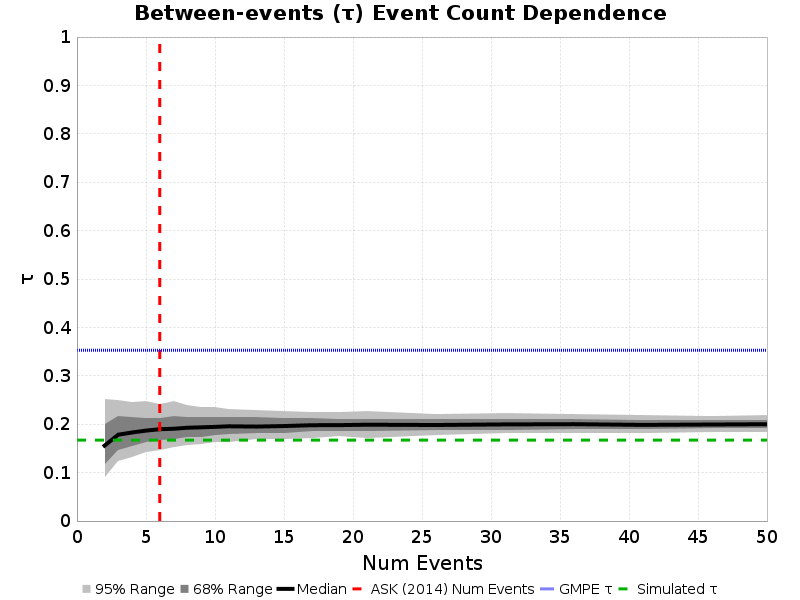 Between-events (τ) Event Count Dependence
1
0.9
0.8
0.7
0.6
0.5
0.4
0.3
0.2
0.1
0
τ
0 5 10 15 20 25 30 35 40 45 50
Num Events
95% Range 68% Range Median ASK (2014) Num Events GMPE τ Simulated τ